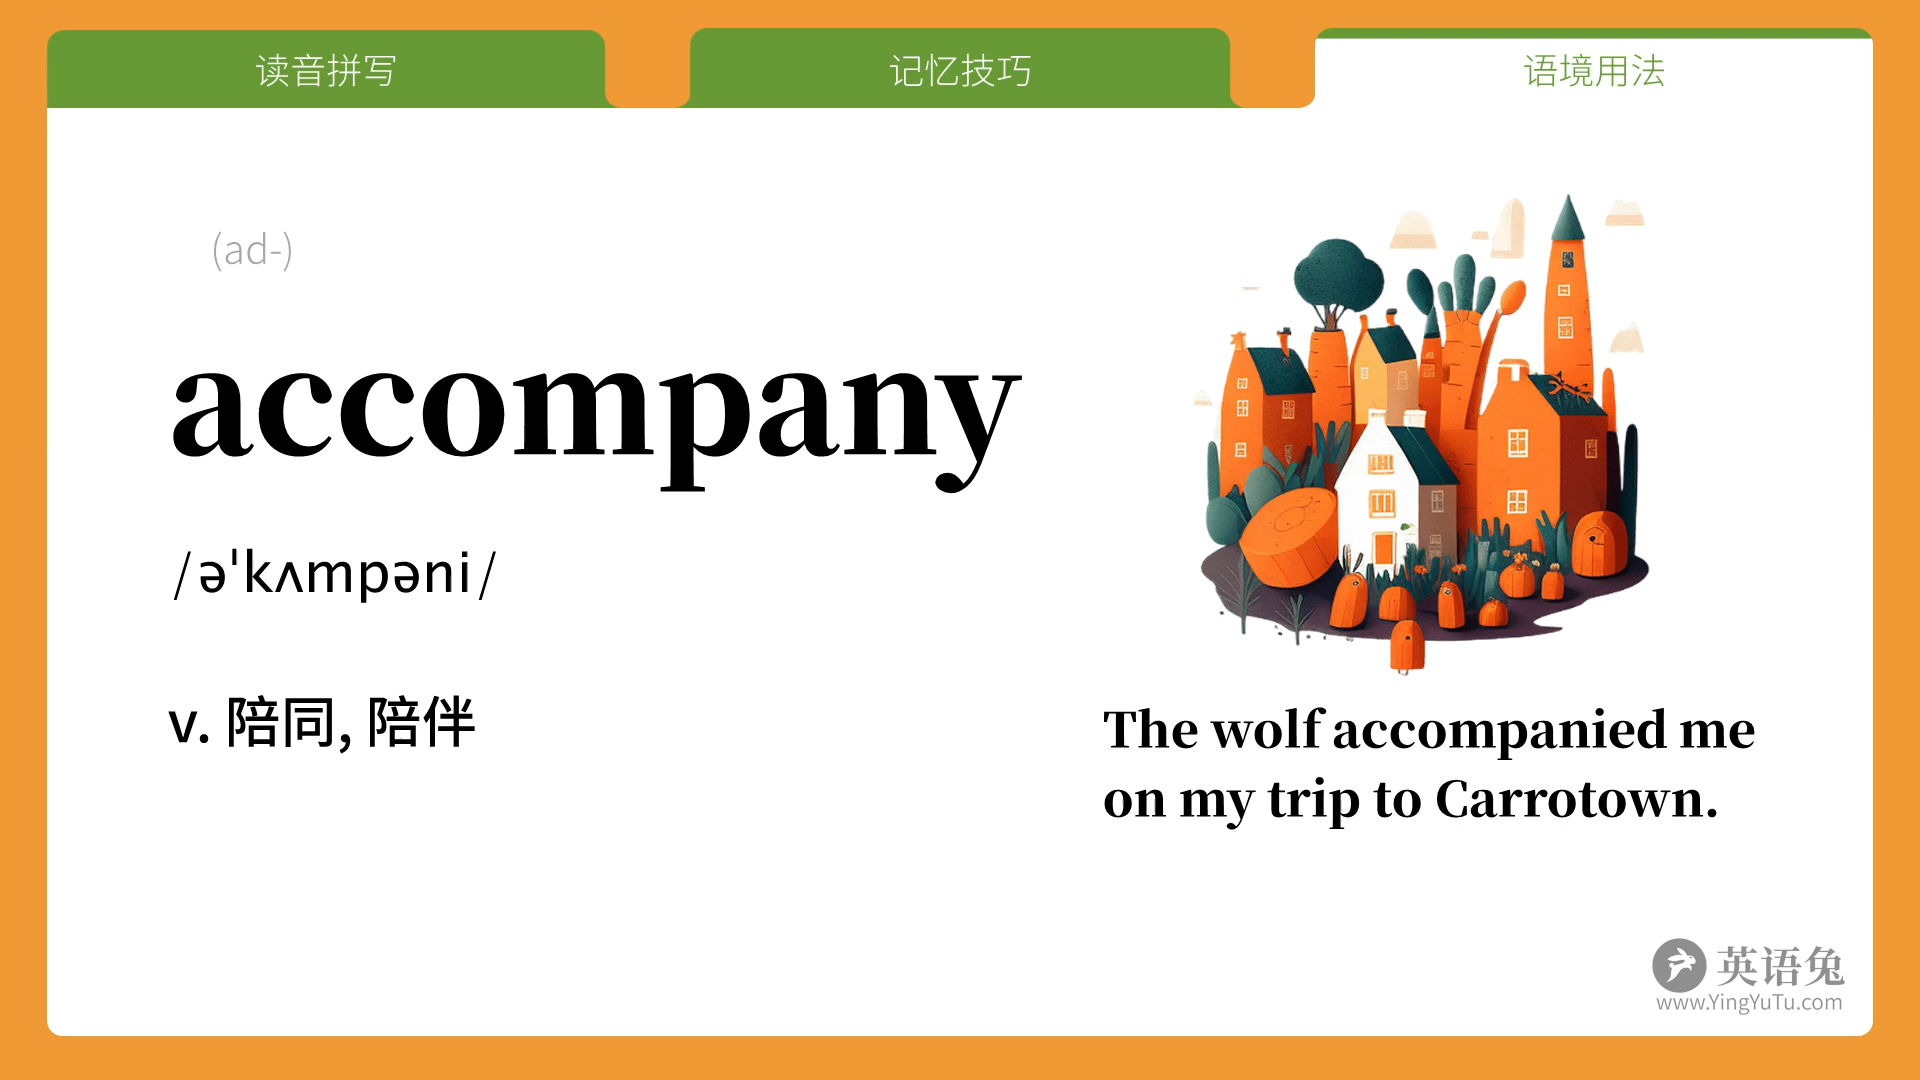 读音拼写
记忆技巧
语境用法
(ad-)
accompany
/əˈkʌmpəni/
v. 陪同, 陪伴
The wolf accompanied me
on my trip to Carrotown.
英语兔
www.YingYuTu.com